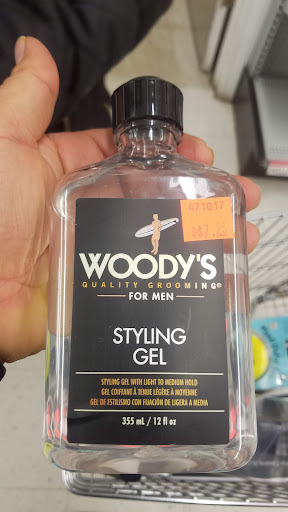 471017
WOODY'S
QUALITY GROOMING®
FOR MEN
STYLING
GEL
STYLING GEL WITH LIGHT TO MEDIUM HOLD
GEL COIFFANT À TENUE LÉGÈRE À MOYENNE
GEL DE ESTILISMO CON FIJACIÓN DE LIGERA A MEDIA
355 mL / 12 fl oz